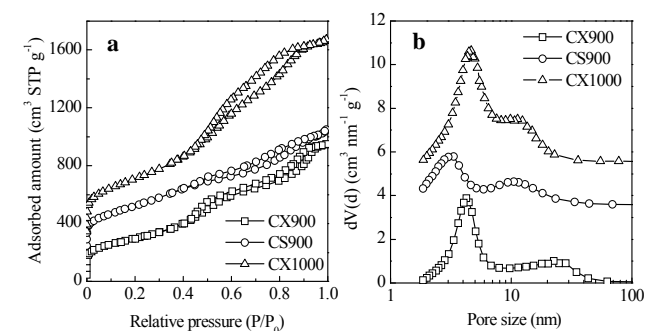 a
1600
1200
800
400
0
0 0.2 0.4 0.6 0.8 1.0
Adsorbed amount (cm³ STP g⁻¹)
Relative pressure (P/P₀)
CX900
CS900
CX1000
b
12
10
8
6
4
2
0
1 10 100
dV(d) (cm³ nm⁻¹ g⁻¹)
Pore size (nm)
CX900
CS900
CX1000